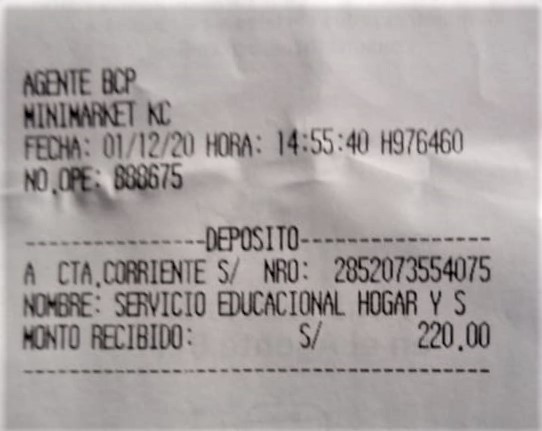 AGENTE BCP
MINIMARKET KC
FECHA: 01/12/20 HORA: 14:55:40 H976460
NO.OPE: 888675
-----------------DEPOSITO------------------
A CTA.CORRIENTE S/ NRO: 2852073554075
NOMBRE: SERVICIO EDUCACIONAL HOGAR Y S
MONTO RECIBIDO: S/ 220.00
--------------------------------------------